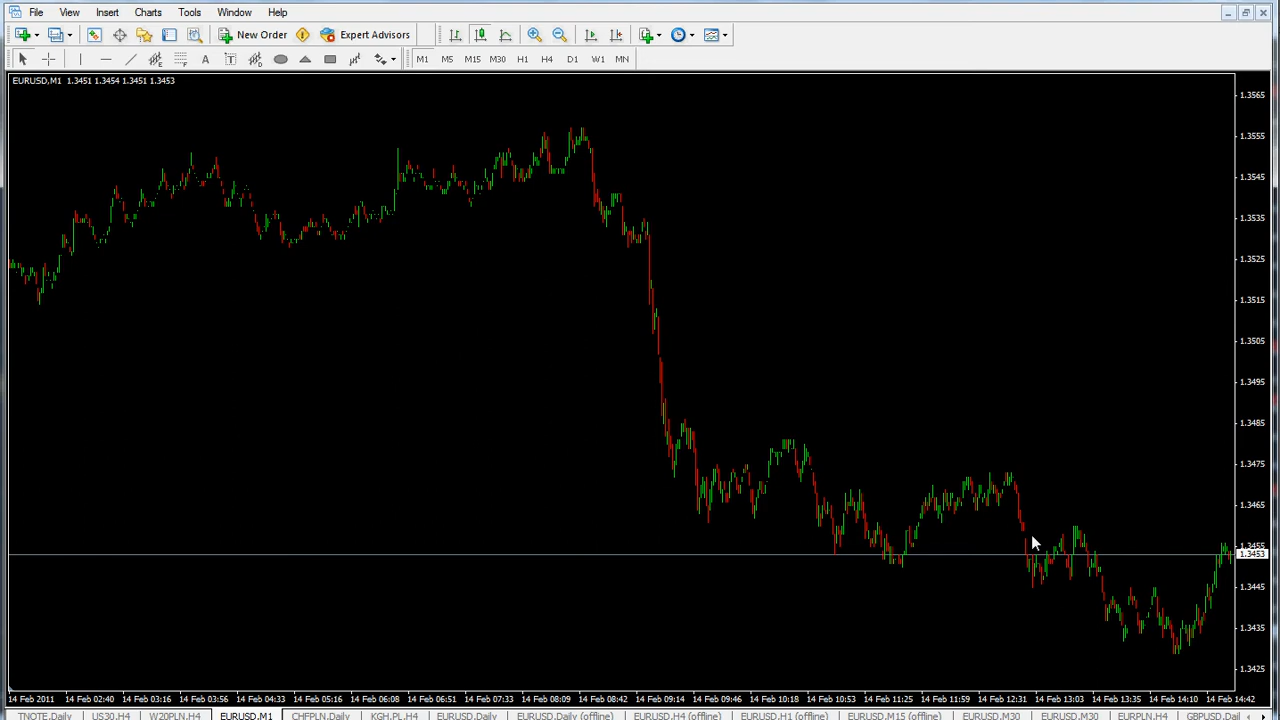 File View Insert Charts Tools Window Help
New Order Expert Advisors
A T M1 M5 M15 M30 H1 H4 D1 W1 MN
EURUSD,M1 1.3451 1.3454 1.3451 1.3453
1.3565
1.3555
1.3545
1.3535
1.3525
1.3515
1.3505
1.3495
1.3485
1.3475
1.3465
1.3455
1.3453
1.3445
1.3435
1.3425
14 Feb 2011 14 Feb 02:40 14 Feb 03:16 14 Feb 03:56 14 Feb 04:33 14 Feb 05:16 14 Feb 06:08 14 Feb 06:51 14 Feb 07:33 14 Feb 08:09 14 Feb 08:42 14 Feb 09:14 14 Feb 09:46 14 Feb 10:18 14 Feb 10:53 14 Feb 11:25 14 Feb 11:59 14 Feb 12:31 14 Feb 13:03 14 Feb 13:35 14 Feb 14:10 14 Feb 14:42
TNOTE,Daily US30,H4 W20PLN,H4 EURUSD,M1 CHFPLN,Daily KGH.PL,H4 EURUSD,Daily EURUSD,Daily (offline) EURUSD,H4 (offline) EURUSD,H1 (offline) EURUSD,M15 (offline) EURUSD,M30 EURUSD,M30 EURPLN,H4 GBPUSD,Dai